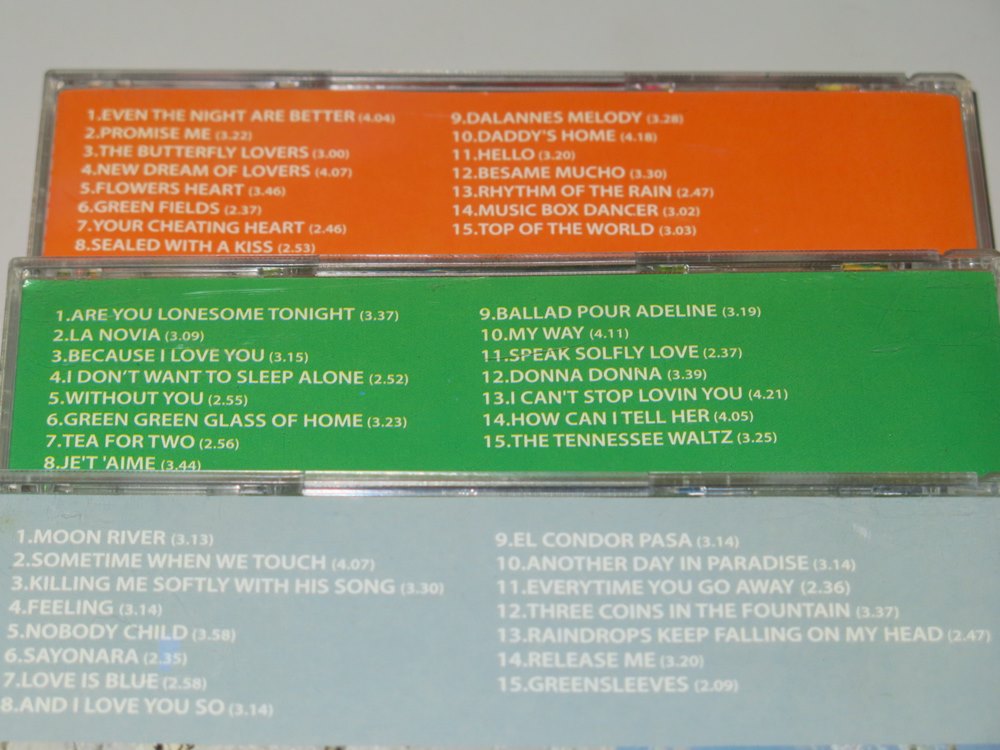 1.EVEN THE NIGHT ARE BETTER (4.04)
2.PROMISE ME (3.22)
3.THE BUTTERFLY LOVERS (3.00)
4.NEW DREAM OF LOVERS (4.07)
5.FLOWERS HEART (3.46)
6.GREEN FIELDS (2.37)
7.YOUR CHEATING HEART (2.46)
8.SEALED WITH A KISS (2.53)
9.DALANNES MELODY (3.28)
10.DADDY'S HOME (4.18)
11.HELLO (3.20)
12.BESAME MUCHO (3.30)
13.RHYTHM OF THE RAIN (2.47)
14.MUSIC BOX DANCER (3.02)
15.TOP OF THE WORLD (3.03)
1.ARE YOU LONESOME TONIGHT (3.37)
2.LA NOVIA (3.09)
3.BECAUSE I LOVE YOU (3.15)
4.I DON'T WANT TO SLEEP ALONE (2.52)
5.WITHOUT YOU (2.55)
6.GREEN GREEN GLASS OF HOME (3.23)
7.TEA FOR TWO (2.56)
8.JE'T 'AIME (3.44)
9.BALLAD POUR ADELINE (3.19)
10.MY WAY (4.11)
11.SPEAK SOLFLY LOVE (2.37)
12.DONNA DONNA (3.39)
13.I CAN'T STOP LOVIN YOU (4.21)
14.HOW CAN I TELL HER (4.05)
15.THE TENNESSEE WALTZ (3.25)
1.MOON RIVER (3.13)
2.SOMETIME WHEN WE TOUCH (4.07)
3.KILLING ME SOFTLY WITH HIS SONG (3.30)
4.FEELING (3.14)
5.NOBODY CHILD (3.58)
6.SAYONARA (2.35)
7.LOVE IS BLUE (2.58)
8.AND I LOVE YOU SO (3.14)
9.EL CONDOR PASA (3.14)
10.ANOTHER DAY IN PARADISE (3.14)
11.EVERYTIME YOU GO AWAY (2.36)
12.THREE COINS IN THE FOUNTAIN (3.37)
13.RAINDROPS KEEP FALLING ON MY HEAD (2.47)
14.RELEASE ME (3.20)
15.GREENSLEEVES (2.09)